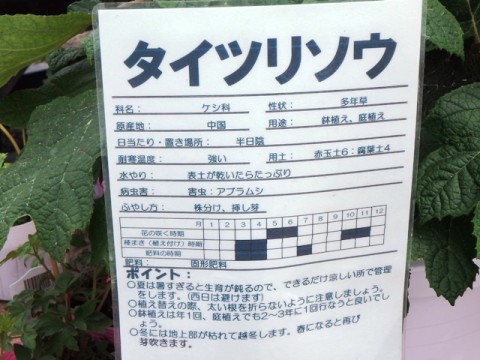 タイツリソウ
科名： ケシ科 性状： 多年草
原産地： 中国 用途： 鉢植え、庭植え
日当たり・置き場所： 半日陰
耐寒温度： 強い 用土： 赤玉土6：腐葉土4
水やり： 表土が乾いたらたっぷり
病虫害： 害虫：アブラムシ
ふやし方： 株分け、挿し芽
月 1 2 3 4 5 6 7 8 9 10 11 12
花の咲く時期
種まき（植え付け）時期
肥料の時期
肥料： 固形肥料
ポイント：
○夏は暑すぎると生育が鈍るので、できるだけ涼しい所で管理
をします。（西日は避けます）
○植え替えの際、太い根を折らないように注意しましょう。
○鉢植えは年1回、庭植えでも2～3年に1回行なうと良いでし
ょう。
○冬には地上部が枯れて越冬します。春になると再び
芽吹きます。